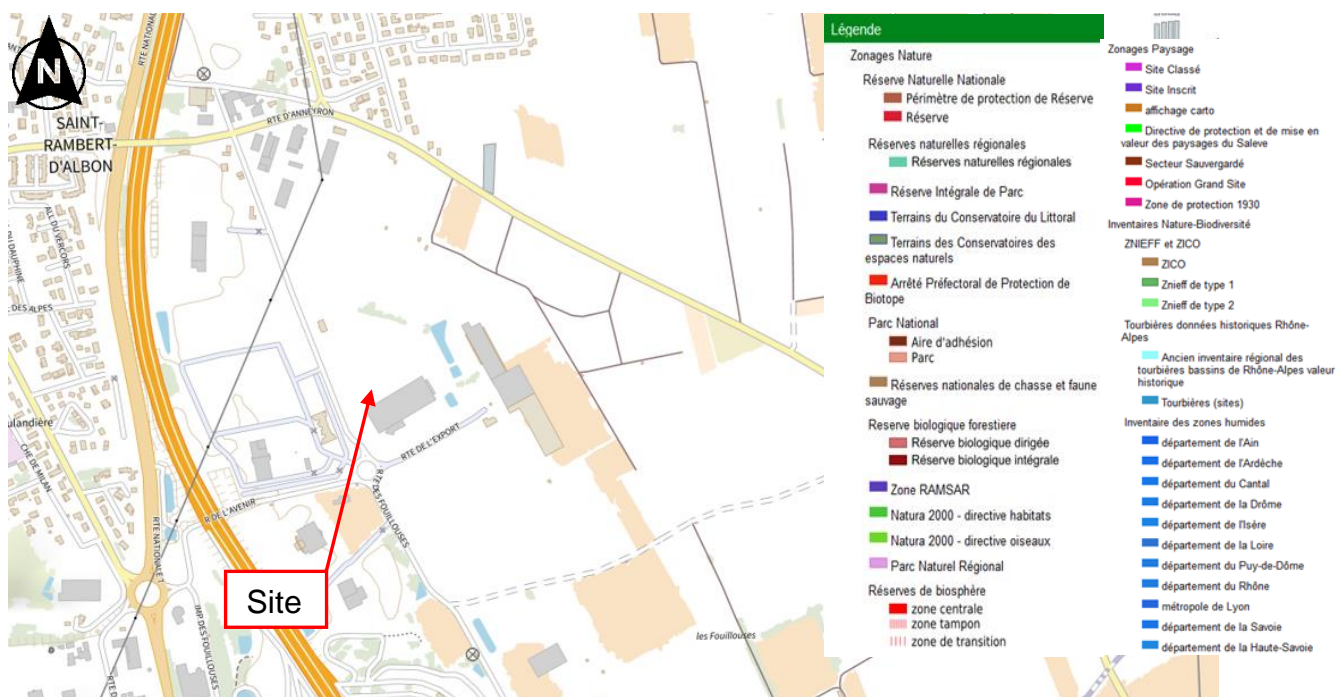 N
SAINT-
RAMBERT-
D'ALBON
RTE NATIONALE
RTE D'ANNEYRON
ALL DU VERCORS
DU DAUPHINE
DES ALPES
CHE DE MILAN
RTE NATIONALE 7
R DE L'AVENIR
RTE DE L'EXPORT
RTE DES FOUILLOUSES
IMP. DES FOUILLOUSES
les Fouillouses
Site
Légende
Zonages Nature
Réserve Naturelle Nationale
Périmètre de protection de Réserve
Réserve
Réserves naturelles régionales
Réserves naturelles régionales
Réserve Intégrale de Parc
Terrains du Conservatoire du Littoral
Terrains des Conservatoires des
espaces naturels
Arrêté Préfectoral de Protection de
Biotope
Parc National
Aire d'adhésion
Parc
Réserves nationales de chasse et faune
sauvage
Reserve biologique forestiere
Réserve biologique dirigée
Réserve biologique intégrale
Zone RAMSAR
Natura 2000 - directive habitats
Natura 2000 - directive oiseaux
Parc Naturel Régional
Réserves de biosphère
zone centrale
zone tampon
zone de transition
Zonages Paysage
Site Classé
Site Inscrit
affichage carto
Directive de protection et de mise en
valeur des paysages du Saleve
Secteur Sauvergardé
Opération Grand Site
Zone de protection 1930
Inventaires Nature-Biodiversité
ZNIEFF et ZICO
ZICO
Znieff de type 1
Znieff de type 2
Tourbières données historiques Rhône-
Alpes
Ancien inventaire régional des
tourbières bassins de Rhône-Alpes valeur
historique
Tourbières (sites)
Inventaire des zones humides
département de l'Ain
département de l'Ardèche
département du Cantal
département de la Drôme
département de l'Isère
département de la Loire
département du Puy-de-Dôme
département du Rhône
métropole de Lyon
département de la Savoie
département de la Haute-Savoie